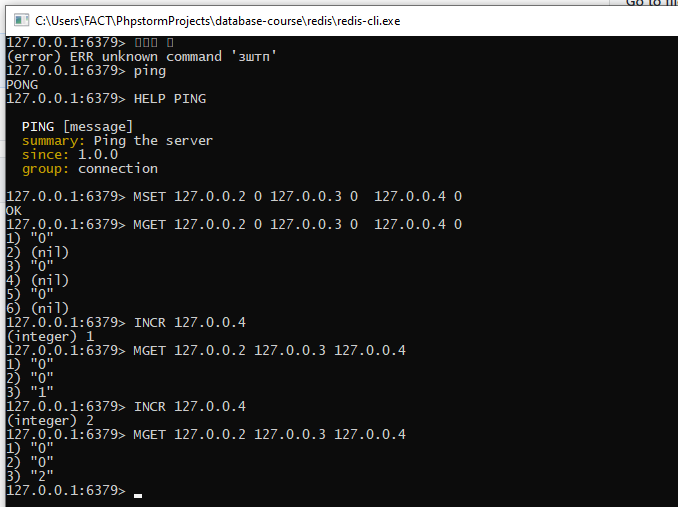 C:\Users\FACT\PhpstormProjects\database-course\redis\redis-cli.exe
127.0.0.1:6379>
(error) ERR unknown command 'зштп'
127.0.0.1:6379> ping
PONG
127.0.0.1:6379> HELP PING
PING [message]
summary: Ping the server
since: 1.0.0
group: connection
127.0.0.1:6379> MSET 127.0.0.2 0 127.0.0.3 0  127.0.0.4 0
OK
127.0.0.1:6379> MGET 127.0.0.2 0 127.0.0.3 0  127.0.0.4 0
1) "0"
2) (nil)
3) "0"
4) (nil)
5) "0"
6) (nil)
127.0.0.1:6379> INCR 127.0.0.4
(integer) 1
127.0.0.1:6379> MGET 127.0.0.2 127.0.0.3 127.0.0.4
1) "0"
2) "0"
3) "1"
127.0.0.1:6379> INCR 127.0.0.4
(integer) 2
127.0.0.1:6379> MGET 127.0.0.2 127.0.0.3 127.0.0.4
1) "0"
2) "0"
3) "2"
127.0.0.1:6379>